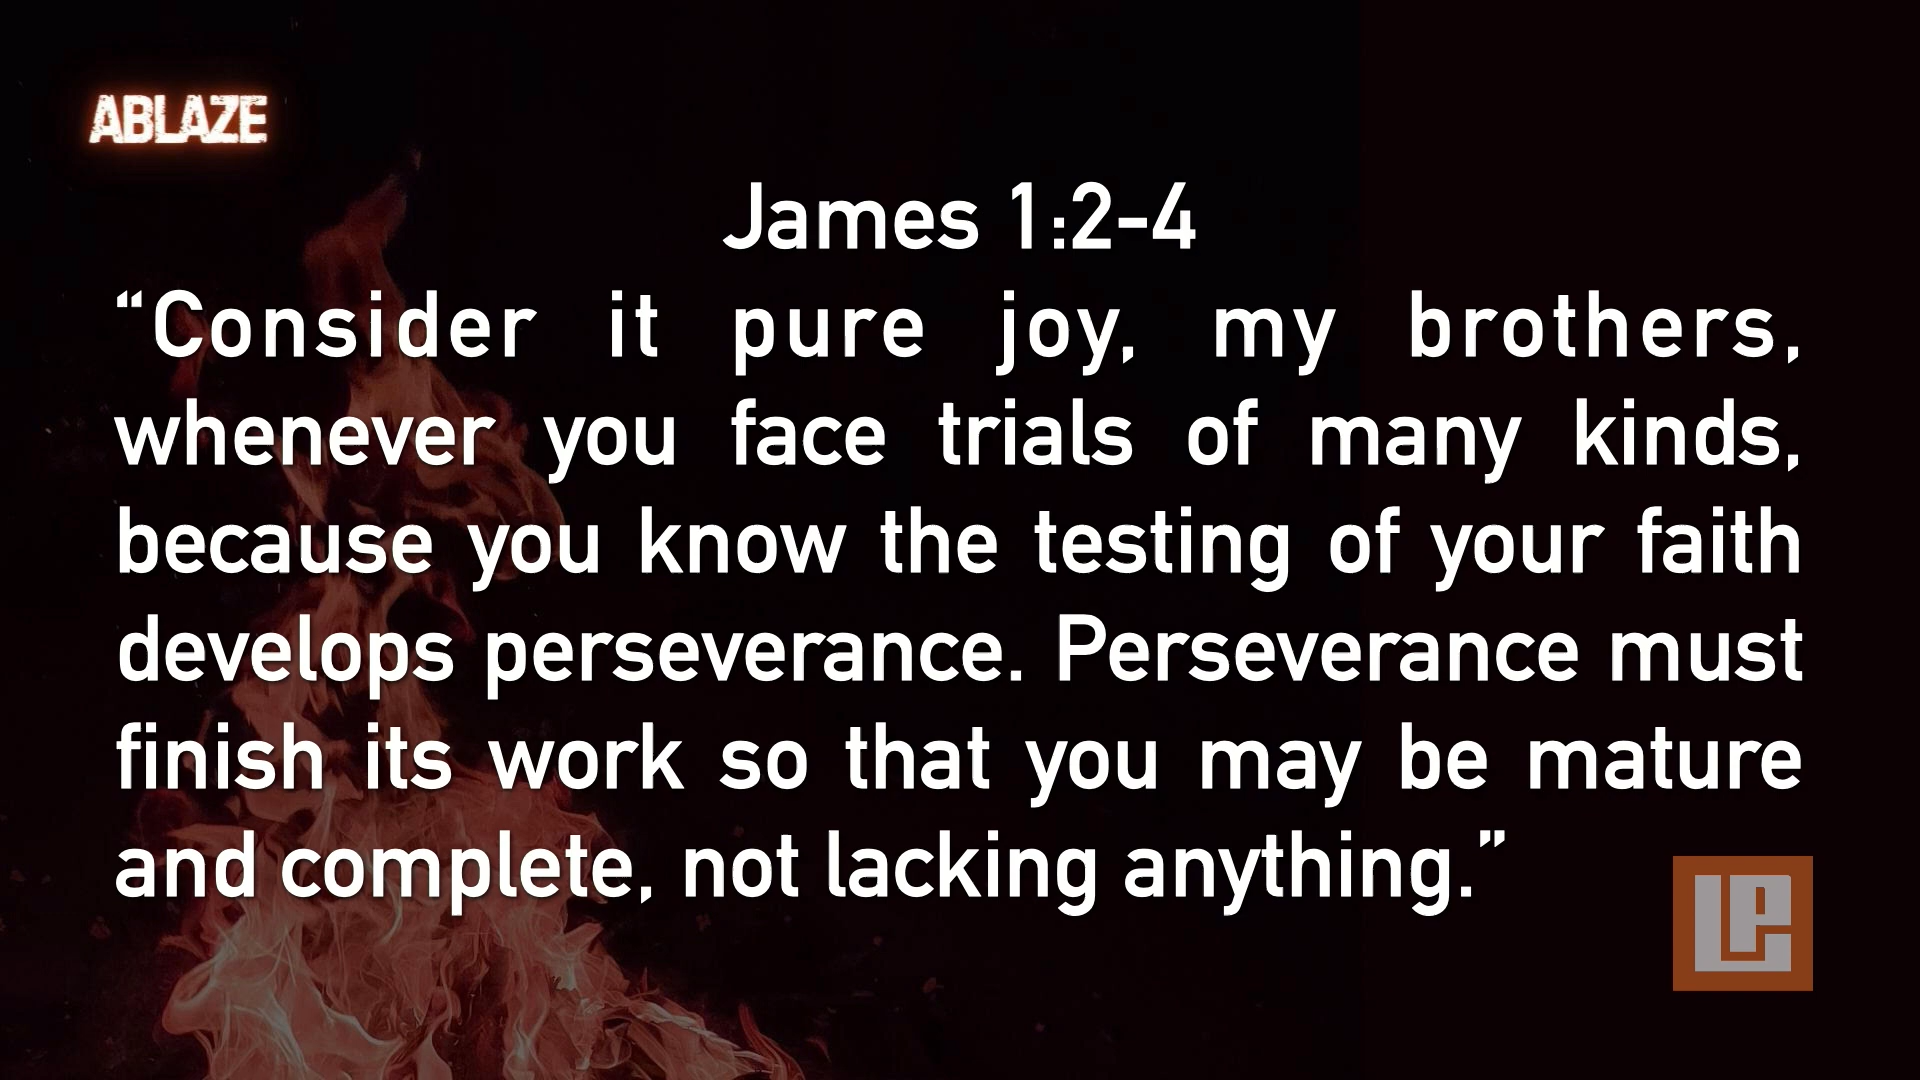 ABLAZE
James 1:2-4
“Consider it pure joy, my brothers,
whenever you face trials of many kinds,
because you know the testing of your faith
develops perseverance. Perseverance must
finish its work so that you may be mature
and complete, not lacking anything.”
LP